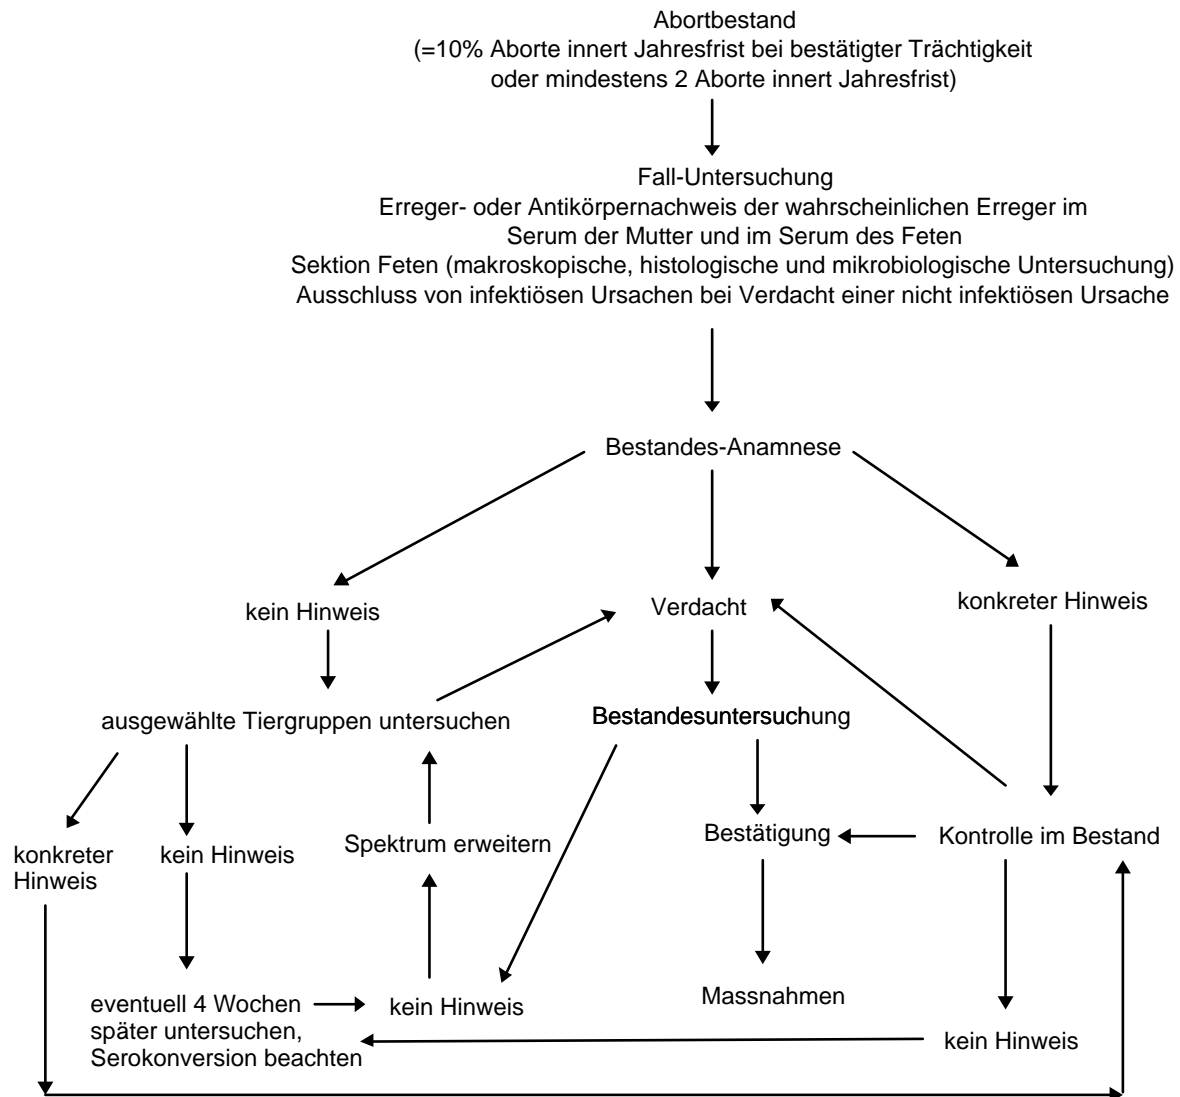 Abortbestand
(=10% Aborte innert Jahresfrist bei bestätigter Trächtigkeit
oder mindestens 2 Aborte innert Jahresfrist)
Fall-Untersuchung
Erreger- oder Antikörpernachweis der wahrscheinlichen Erreger im
Serum der Mutter und im Serum des Feten
Sektion Feten (makroskopische, histologische und mikrobiologische Untersuchung)
Ausschluss von infektiösen Ursachen bei Verdacht einer nicht infektiösen Ursache
Bestandes-Anamnese
kein Hinweis
Verdacht
konkreter Hinweis
ausgewählte Tiergruppen untersuchen
Bestandesuntersuchung
konkreter
Hinweis
kein Hinweis
Spektrum erweitern
Bestätigung
Kontrolle im Bestand
eventuell 4 Wochen
später untersuchen,
Serokonversion beachten
kein Hinweis
Massnahmen
kein Hinweis